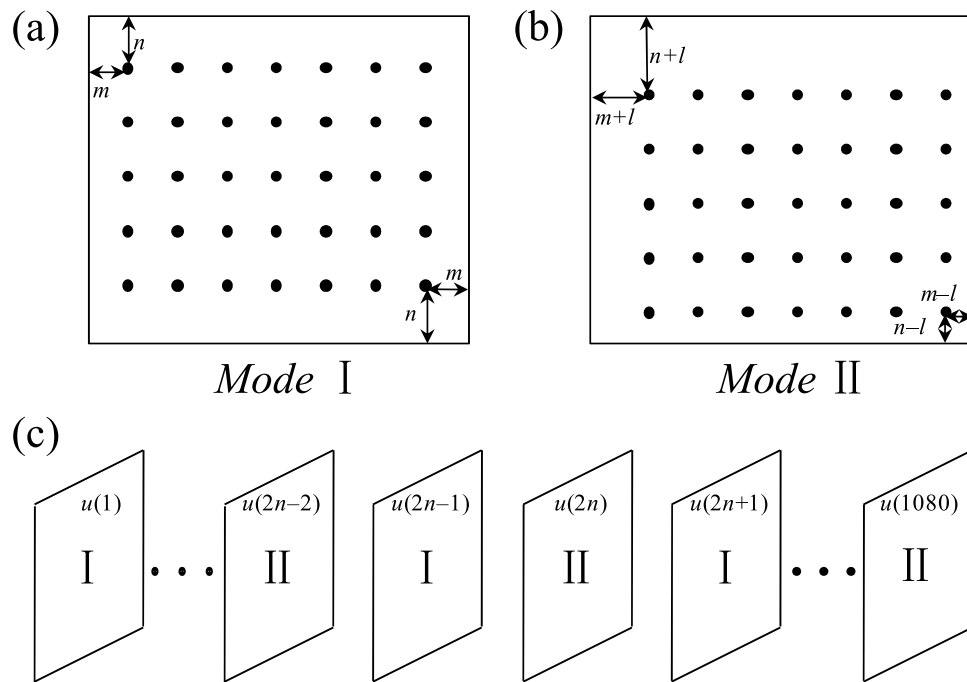 (a)
n
m
m
n
Mode Ⅰ
(b)
n+l
m+l
m−l
n−l
Mode Ⅱ
(c)
u(1) u(2n−2) u(2n−1) u(2n) u(2n+1) u(1080)
Ⅰ Ⅱ Ⅰ Ⅱ Ⅰ Ⅱ